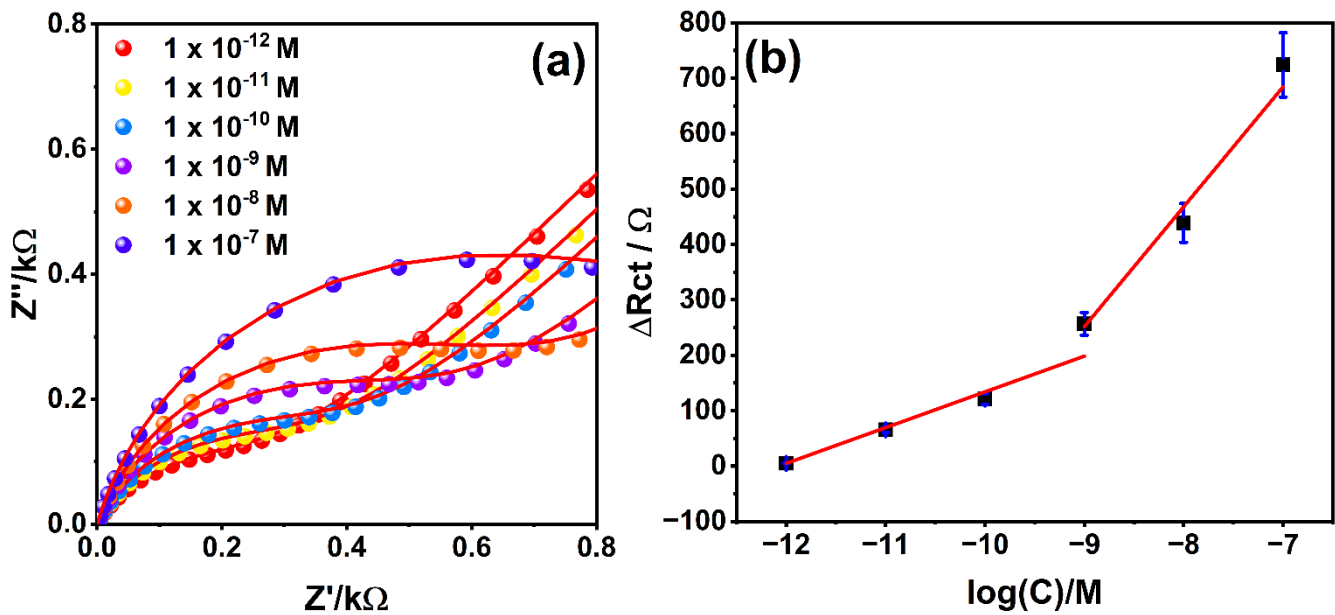 (a)
1 x 10⁻¹² M
1 x 10⁻¹¹ M
1 x 10⁻¹⁰ M
1 x 10⁻⁹ M
1 x 10⁻⁸ M
1 x 10⁻⁷ M
Z''/kΩ
0.8
0.6
0.4
0.2
0.0
0.0 0.2 0.4 0.6 0.8
Z'/kΩ
(b)
ΔRct / Ω
800
700
600
500
400
300
200
100
0
−100
−12 −11 −10 −9 −8 −7
log(C)/M